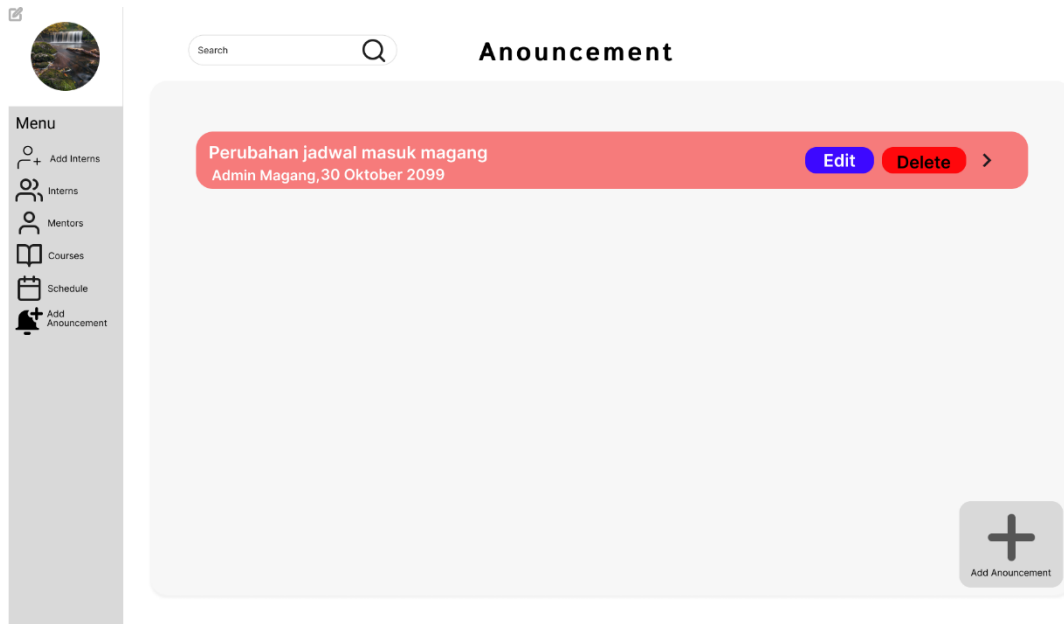 Search
Anouncement
Menu
Add Interns
Interns
Mentors
Courses
Schedule
Add
Anouncement
Perubahan jadwal masuk magang
Admin Magang,30 Oktober 2099
Edit
Delete
Add Anouncement